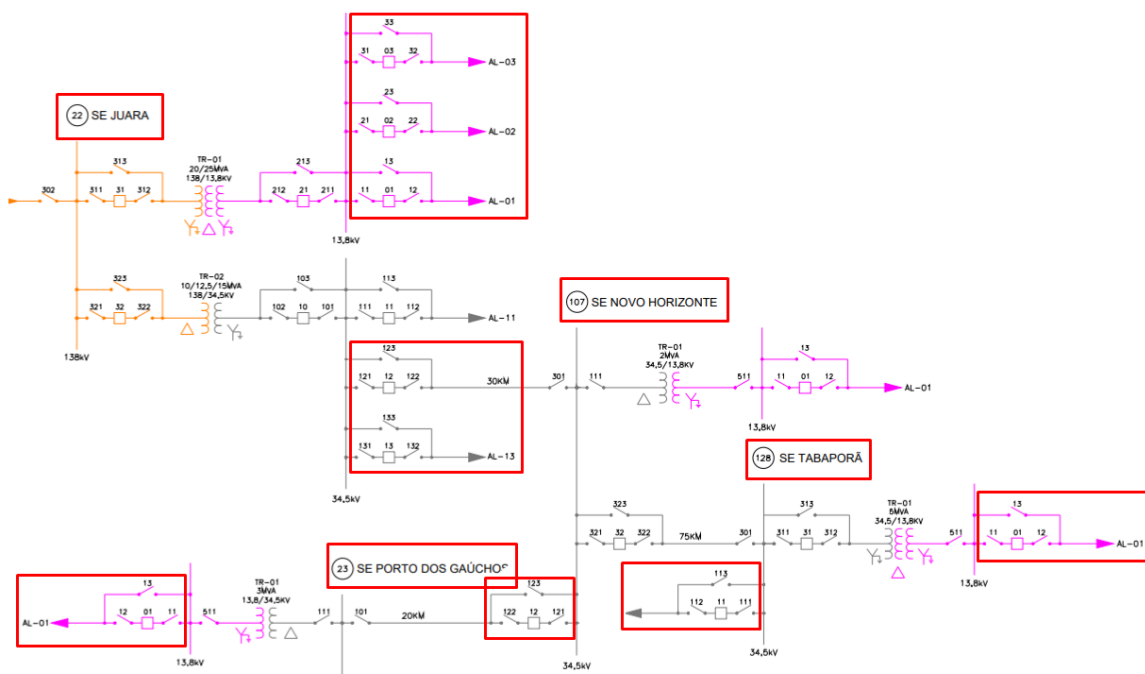 33
31 03 32
AL-03
23
21 02 22
AL-02
22 SE JUARA
313
TR-01
20/25MVA
138/13,8KV
213
13
302
311 31 312
212 21 211
11 01 12
AL-01
13,8kV
323
TR-02
10/12,5/15MVA
138/34,5KV
103
113
321 32 322
102 10 101
111 11 112
AL-11
138kV
107 SE NOVO HORIZONTE
123
121 12 122
30KM
301
111
TR-01
2MVA
34,5/13,8KV
511
13
11 01 12
AL-01
13,8kV
133
131 13 132
AL-13
34,5kV
128 SE TABAPORÃ
323
321 32 322
75KM
301
313
311 31 312
TR-01
5MVA
34,5/13,8KV
511
13
11 01 12
AL-01
13,8kV
23 SE PORTO DOS GAÚCHOS
113
112 11 111
34,5kV
13
AL-01
12 01 11
511
TR-01
3MVA
13,8/34,5KV
111
101
20KM
123
122 12 121
13,8kV
34,5kV